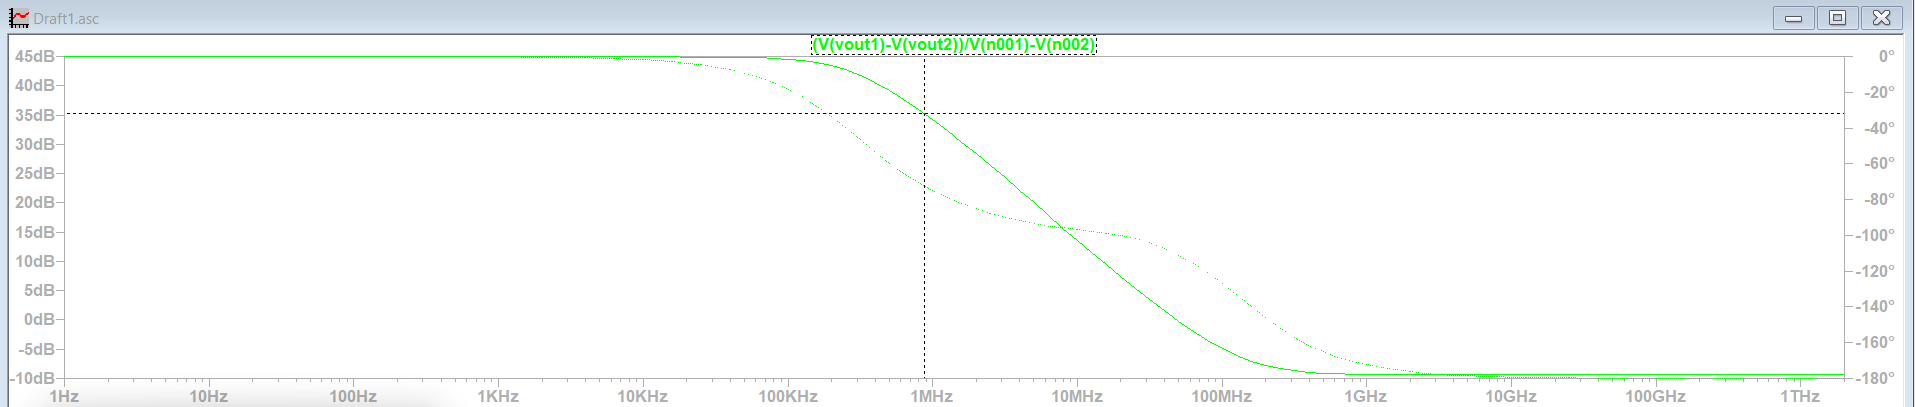 Draft1.asc
(V(vout1)-V(vout2))/V(n001)-V(n002)
45dB 0°
40dB -20°
35dB
30dB -40°
25dB -60°
20dB -80°
15dB -100°
10dB -120°
5dB
0dB -140°
-5dB -160°
-10dB -180°
1Hz 10Hz 100Hz 1KHz 10KHz 100KHz 1MHz 10MHz 100MHz 1GHz 10GHz 100GHz 1THz